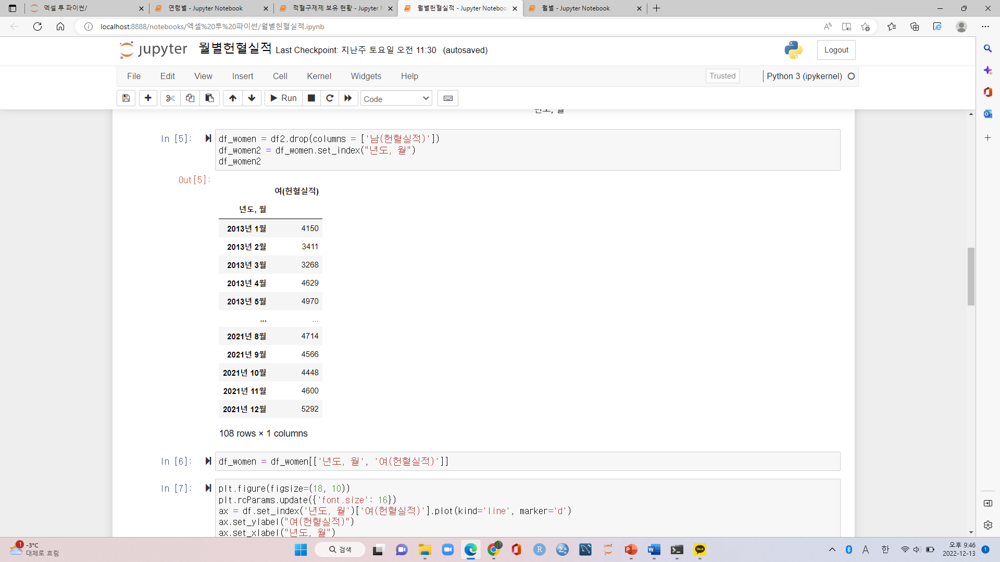 엑셀 투 파이썬/
연령별 - Jupyter Notebook
적혈구제제 보유 현황 - Jupyter N
월별헌혈실적 - Jupyter Noteboo
월별 - Jupyter Notebook
localhost:8888/notebooks/엑셀%20투%20파이썬/월별헌혈실적.ipynb
jupyter 월별헌혈실적 Last Checkpoint: 지난주 토요일 오전 11:30 (autosaved)
Logout
File Edit View Insert Cell Kernel Widgets Help
Trusted
Python 3 (ipykernel)
Run
Code
년도, 월
In [5]:
df_women = df2.drop(columns = ['남(헌혈실적)'])
df_women2 = df_women.set_index("년도, 월")
df_women2
Out[5]:
여(헌혈실적)
년도, 월
2013년 1월 4150
2013년 2월 3411
2013년 3월 3268
2013년 4월 4629
2013년 5월 4970
... ...
2021년 8월 4714
2021년 9월 4566
2021년 10월 4448
2021년 11월 4600
2021년 12월 5292
108 rows × 1 columns
In [6]:
df_women = df_women[['년도, 월', '여(헌혈실적)']]
In [7]:
plt.figure(figsize=(18, 10))
plt.rcParams.update({'font.size': 16})
ax = df.set_index('년도, 월')['여(헌혈실적)'].plot(kind='line', marker='d')
ax.set_ylabel("여(헌혈실적)")
ax.set_xlabel("년도, 월")
1
-3°C
대체로 흐림
검색
TALK
A
한
오후 9:46
2022-12-13
1